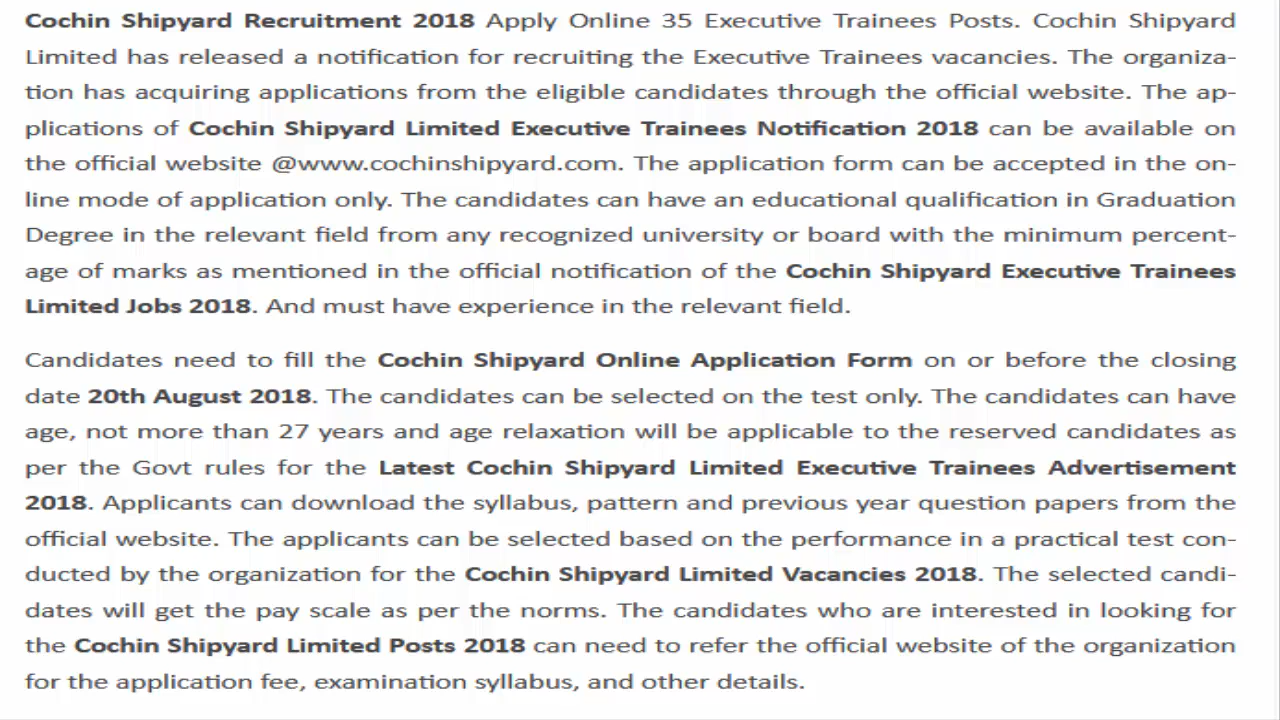 Cochin Shipyard Recruitment 2018 Apply Online 35 Executive Trainees Posts. Cochin Shipyard
Limited has released a notification for recruiting the Executive Trainees vacancies. The organiza-
tion has acquiring applications from the eligible candidates through the official website. The ap-
plications of Cochin Shipyard Limited Executive Trainees Notification 2018 can be available on
the official website @www.cochinshipyard.com. The application form can be accepted in the on-
line mode of application only. The candidates can have an educational qualification in Graduation
Degree in the relevant field from any recognized university or board with the minimum percent-
age of marks as mentioned in the official notification of the Cochin Shipyard Executive Trainees
Limited Jobs 2018. And must have experience in the relevant field.
Candidates need to fill the Cochin Shipyard Online Application Form on or before the closing
date 20th August 2018. The candidates can be selected on the test only. The candidates can have
age, not more than 27 years and age relaxation will be applicable to the reserved candidates as
per the Govt rules for the Latest Cochin Shipyard Limited Executive Trainees Advertisement
2018. Applicants can download the syllabus, pattern and previous year question papers from the
official website. The applicants can be selected based on the performance in a practical test con-
ducted by the organization for the Cochin Shipyard Limited Vacancies 2018. The selected candi-
dates will get the pay scale as per the norms. The candidates who are interested in looking for
the Cochin Shipyard Limited Posts 2018 can need to refer the official website of the organization
for the application fee, examination syllabus, and other details.